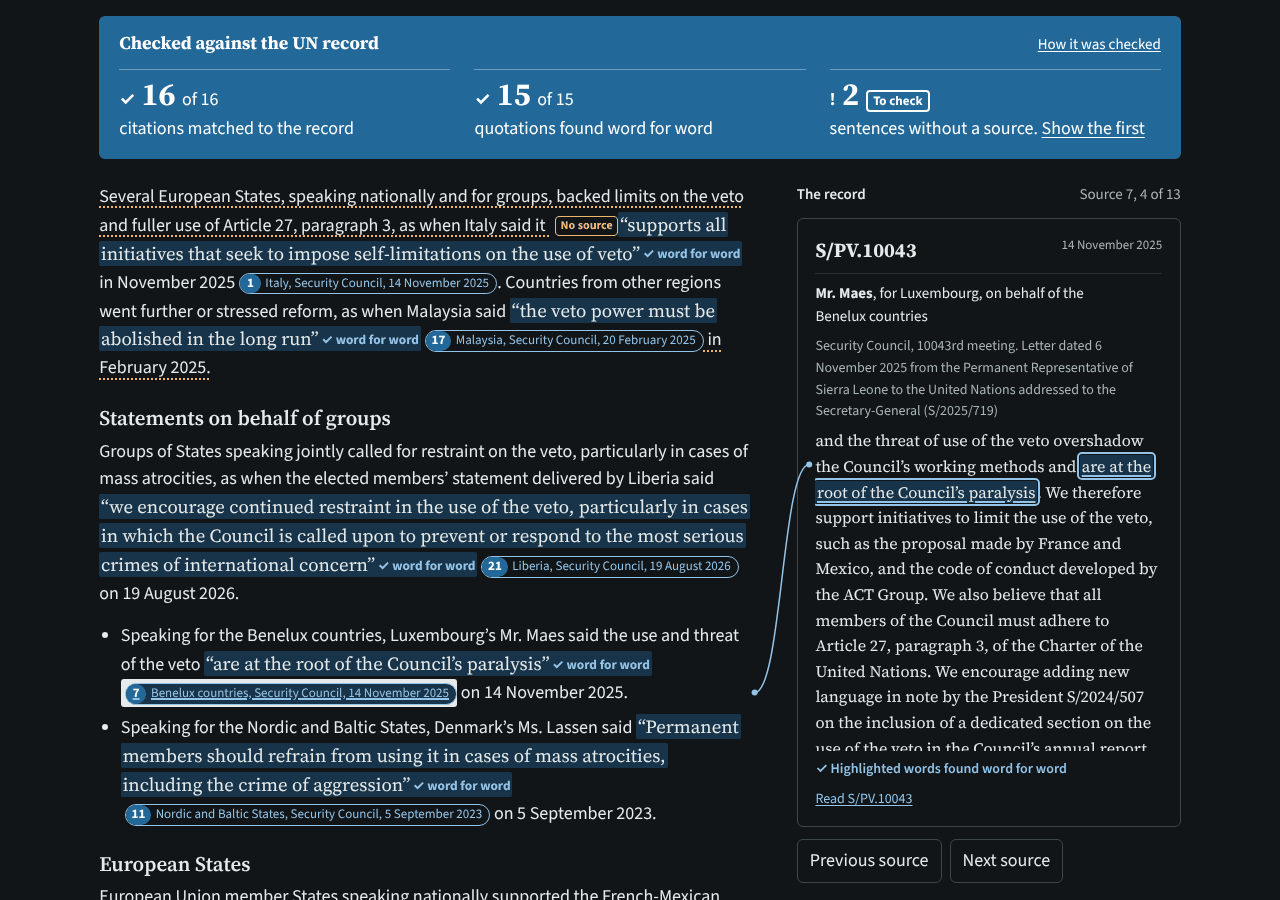 Checked against the UN record
How it was checked
✓ 16 of 16
citations matched to the record
✓ 15 of 15
quotations found word for word
! 2 To check
sentences without a source. Show the first
Several European States, speaking nationally and for groups, backed limits on the veto
and fuller use of Article 27, paragraph 3, as when Italy said it No source “supports all
initiatives that seek to impose self-limitations on the use of veto” ✓ word for word
in November 2025 1 Italy, Security Council, 14 November 2025. Countries from other regions
went further or stressed reform, as when Malaysia said “the veto power must be
abolished in the long run” ✓ word for word 17 Malaysia, Security Council, 20 February 2025 in
February 2025.
Statements on behalf of groups
Groups of States speaking jointly called for restraint on the veto, particularly in cases of
mass atrocities, as when the elected members’ statement delivered by Liberia said
“we encourage continued restraint in the use of the veto, particularly in cases
in which the Council is called upon to prevent or respond to the most serious
crimes of international concern” ✓ word for word 21 Liberia, Security Council, 19 August 2026
on 19 August 2026.
• Speaking for the Benelux countries, Luxembourg’s Mr. Maes said the use and threat
of the veto “are at the root of the Council’s paralysis” ✓ word for word
7 Benelux countries, Security Council, 14 November 2025 on 14 November 2025.
• Speaking for the Nordic and Baltic States, Denmark’s Ms. Lassen said “Permanent
members should refrain from using it in cases of mass atrocities,
including the crime of aggression” ✓ word for word
11 Nordic and Baltic States, Security Council, 5 September 2023 on 5 September 2023.
European States
European Union member States speaking nationally supported the French-Mexican
The record
Source 7, 4 of 13
S/PV.10043
14 November 2025
Mr. Maes, for Luxembourg, on behalf of the
Benelux countries
Security Council, 10043rd meeting. Letter dated 6
November 2025 from the Permanent Representative of
Sierra Leone to the United Nations addressed to the
Secretary-General (S/2025/719)
and the threat of use of the veto overshadow
the Council’s working methods and are at the
root of the Council’s paralysis. We therefore
support initiatives to limit the use of the veto,
such as the proposal made by France and
Mexico, and the code of conduct developed by
the ACT Group. We also believe that all
members of the Council must adhere to
Article 27, paragraph 3, of the Charter of the
United Nations. We encourage adding new
language in note by the President S/2024/507
on the inclusion of a dedicated section on the
use of the veto in the Council’s annual report
✓ Highlighted words found word for word
Read S/PV.10043
Previous source
Next source